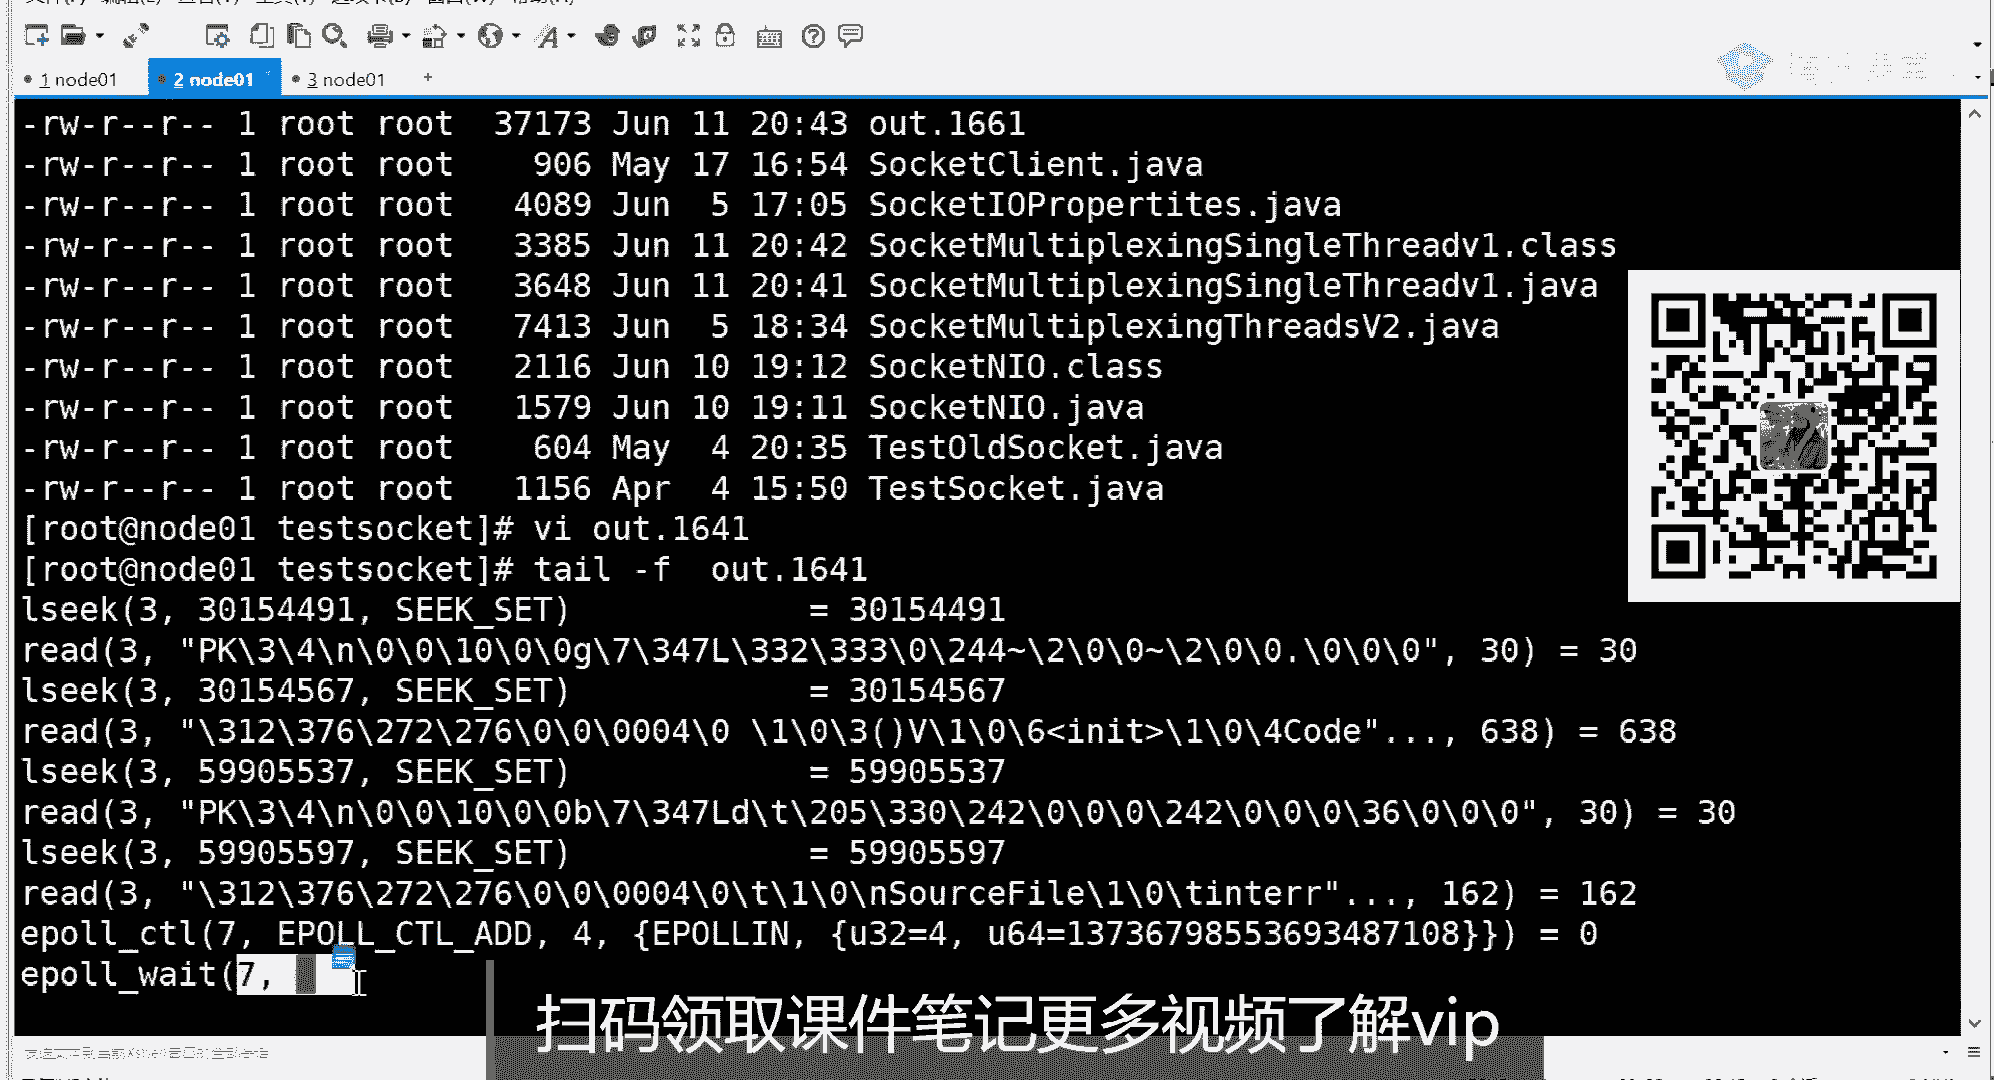 1 node01
2 node01
3 node01
+
-rw-r--r-- 1 root root  37173 Jun 11 20:43 out.1661
-rw-r--r-- 1 root root    906 May 17 16:54 SocketClient.java
-rw-r--r-- 1 root root   4089 Jun  5 17:05 SocketIOPropertites.java
-rw-r--r-- 1 root root   3385 Jun 11 20:42 SocketMultiplexingSingleThreadv1.class
-rw-r--r-- 1 root root   3648 Jun 11 20:41 SocketMultiplexingSingleThreadv1.java
-rw-r--r-- 1 root root   7413 Jun  5 18:34 SocketMultiplexingThreadsV2.java
-rw-r--r-- 1 root root   2116 Jun 10 19:12 SocketNIO.class
-rw-r--r-- 1 root root   1579 Jun 10 19:11 SocketNIO.java
-rw-r--r-- 1 root root    604 May  4 20:35 TestOldSocket.java
-rw-r--r-- 1 root root   1156 Apr  4 15:50 TestSocket.java
[root@node01 testsocket]# vi out.1641
[root@node01 testsocket]# tail -f  out.1641
lseek(3, 30154491, SEEK_SET)            = 30154491
read(3, "PK\3\4\n\0\0\10\0\0g\7\347L\332\333\0\244~\2\0\0~\2\0\0.\0\0\0", 30) = 30
lseek(3, 30154567, SEEK_SET)            = 30154567
read(3, "\312\376\272\276\0\0\0004\0 \1\0\3()V\1\0\6<init>\1\0\4Code"..., 638) = 638
lseek(3, 59905537, SEEK_SET)            = 59905537
read(3, "PK\3\4\n\0\0\10\0\0b\7\347Ld\t\205\330\242\0\0\0\242\0\0\0\36\0\0\0", 30) = 30
lseek(3, 59905597, SEEK_SET)            = 59905597
read(3, "\312\376\272\276\0\0\0004\0\t\1\0\nSourceFile\1\0\tinterr"..., 162) = 162
epoll_ctl(7, EPOLL_CTL_ADD, 4, {EPOLLIN, {u32=4, u64=13736798553693487108}}) = 0
epoll_wait(7,
扫码领取课件笔记更多视频了解vip